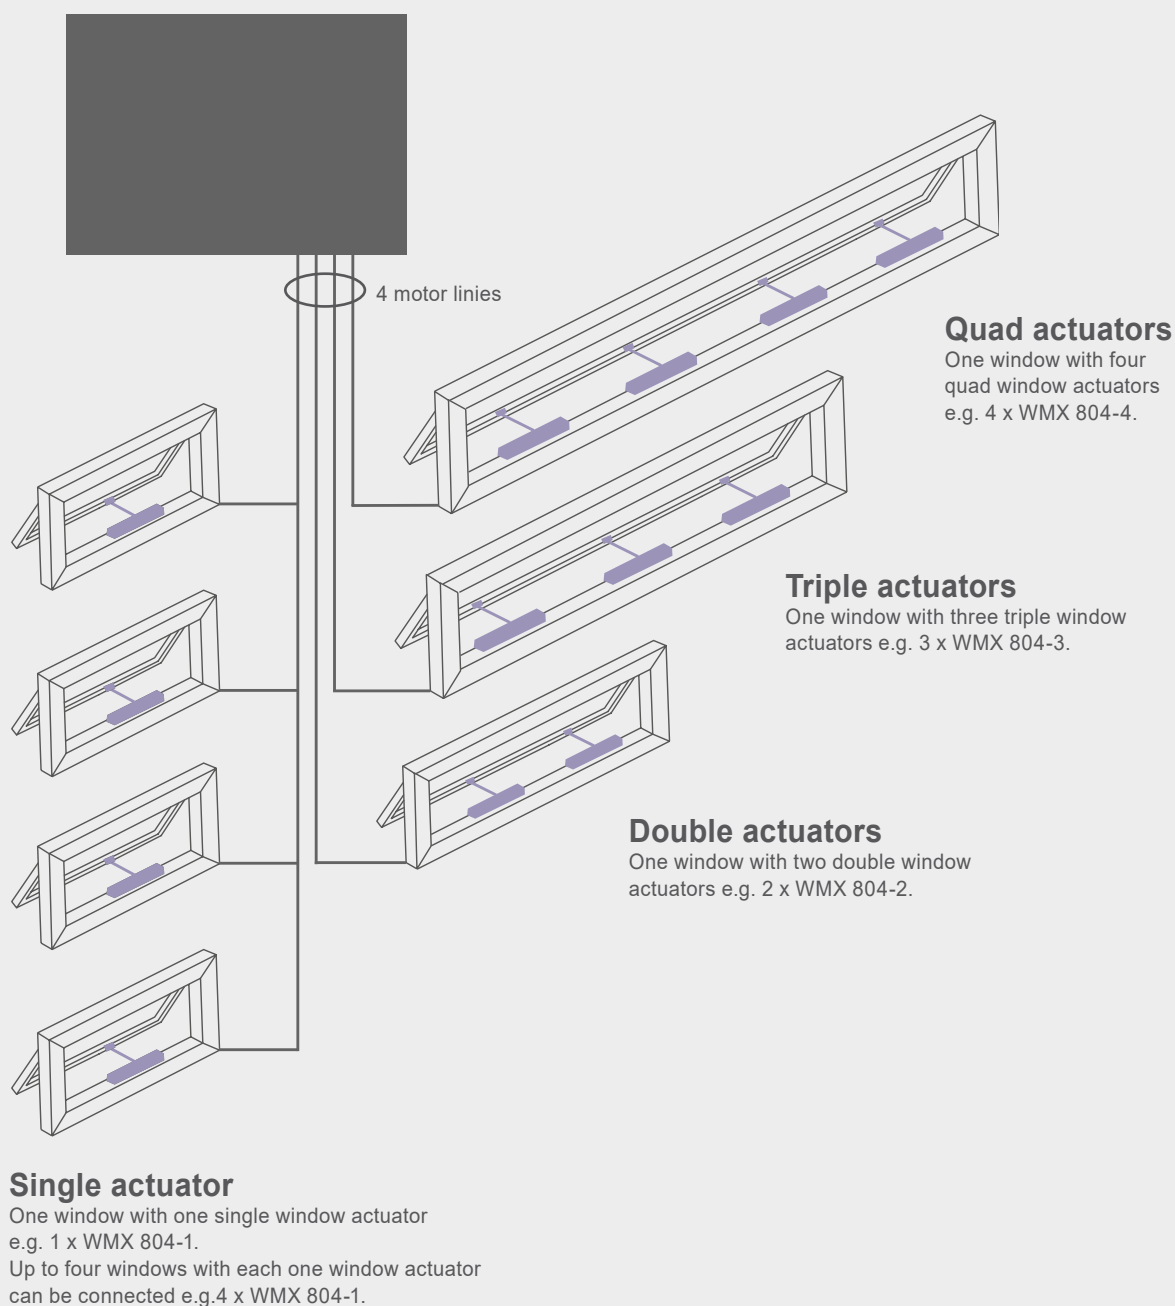 4 motor linies
Quad actuators
One window with four
quad window actuators
e.g. 4 x WMX 804-4.
Triple actuators
One window with three triple window
actuators e.g. 3 x WMX 804-3.
Double actuators
One window with two double window
actuators e.g. 2 x WMX 804-2.
Single actuator
One window with one single window actuator
e.g. 1 x WMX 804-1.
Up to four windows with each one window actuator
can be connected e.g.4 x WMX 804-1.